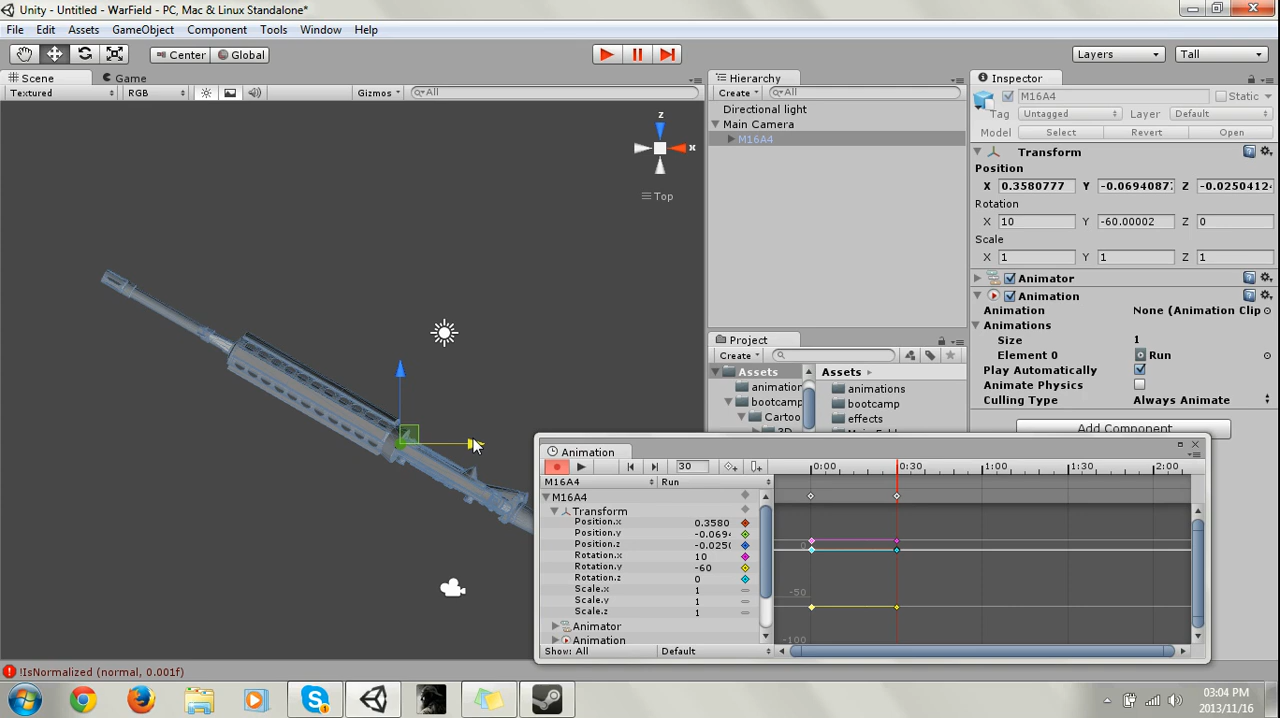 Unity - Untitled - WarField - PC, Mac & Linux Standalone*
File Edit Assets GameObject Component Tools Window Help
Center Global Layers Tall
Scene Game
Textured RGB Gizmos All
z
x
Top
Hierarchy
Create All
Directional light
Main Camera
M16A4
Project
Create
Assets
animation
bootcamp
Cartoo
Assets
animations
bootcamp
effects
Inspector
M16A4 Static
Tag Untagged Layer Default
Model Select Revert Open
Transform
Position
X 0.3580777 Y -0.0694087 Z -0.0250412
Rotation
X 10 Y -60.00002 Z 0
Scale
X 1 Y 1 Z 1
Animator
Animation
Animation None (Animation Clip
Animations
Size 1
Element 0 Run
Play Automatically
Animate Physics
Culling Type Always Animate
Add Component
Animation
30 0:00 0:30 1:00 1:30 2:00
M16A4 Run
M16A4
Transform
Position.x 0.3580
Position.y -0.069
Position.z -0.025
Rotation.x 10
Rotation.y -60
Rotation.z 0
Scale.x 1
Scale.y 1
Scale.z 1
Animator
Animation
0
-50
-100
Show: All Default
!IsNormalized (normal, 0.001f)
03:04 PM
2013/11/16